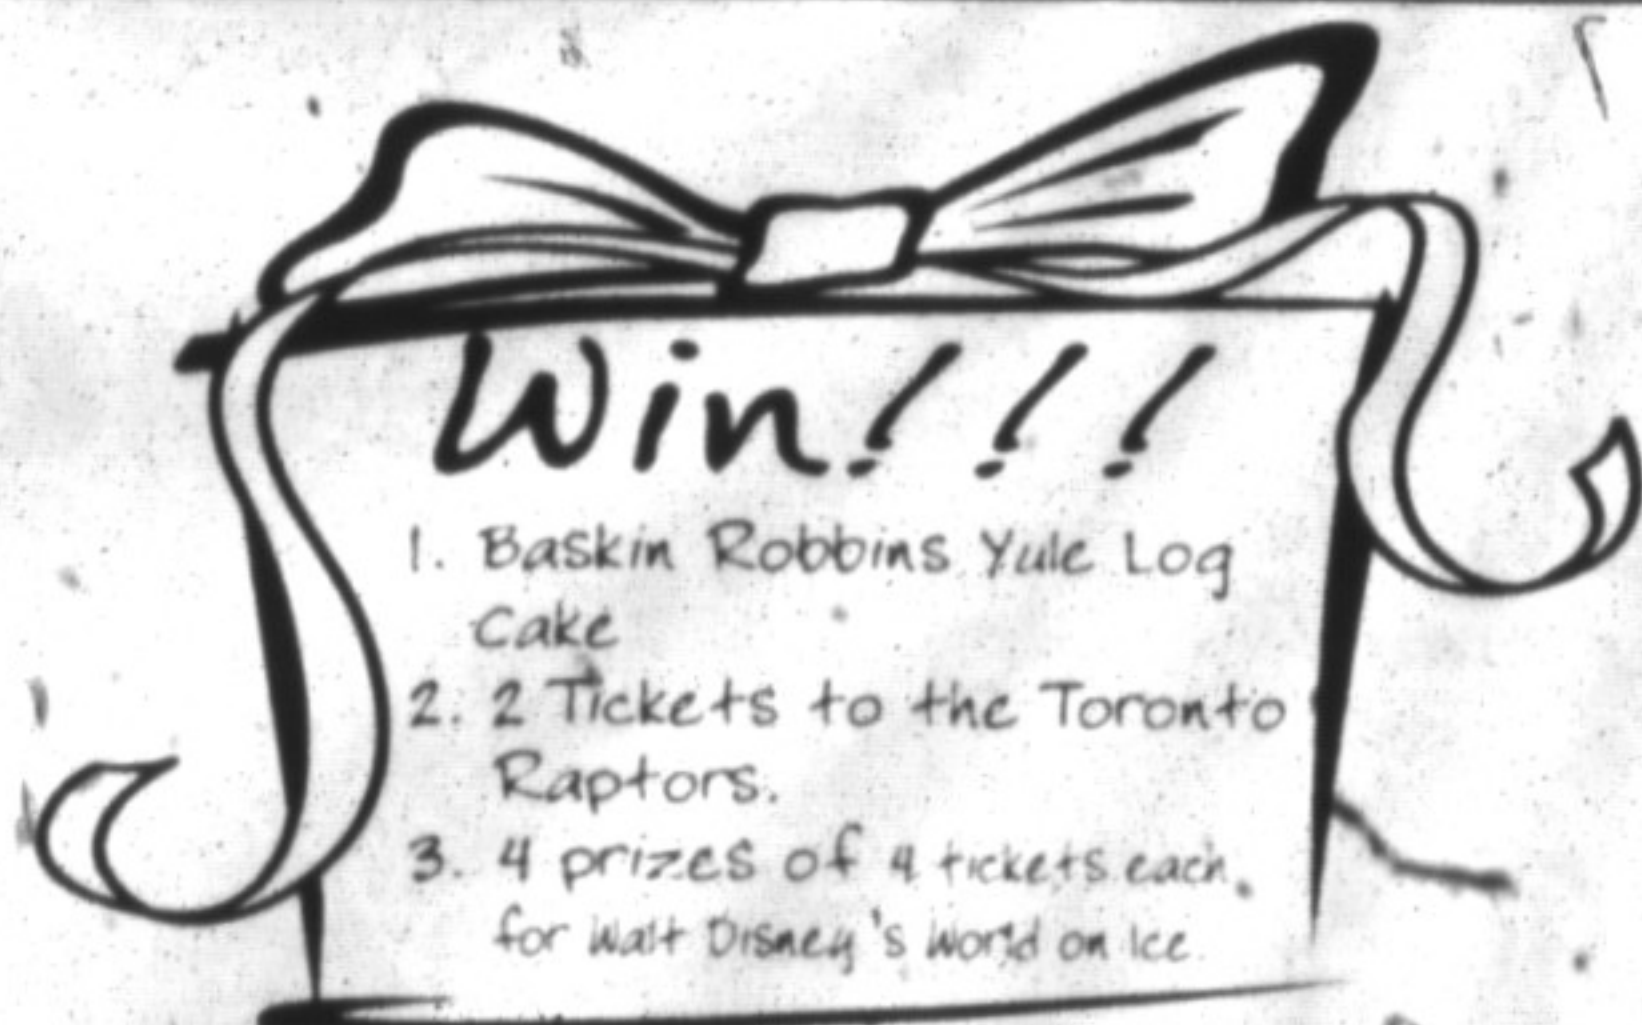 Win!!!
1. Baskin Robbins Yule Log
Cake
2. 2 Tickets to the Toronto
Raptors.
3. 4 prizes of 4 tickets each.
for Walt Disney's World on Ice